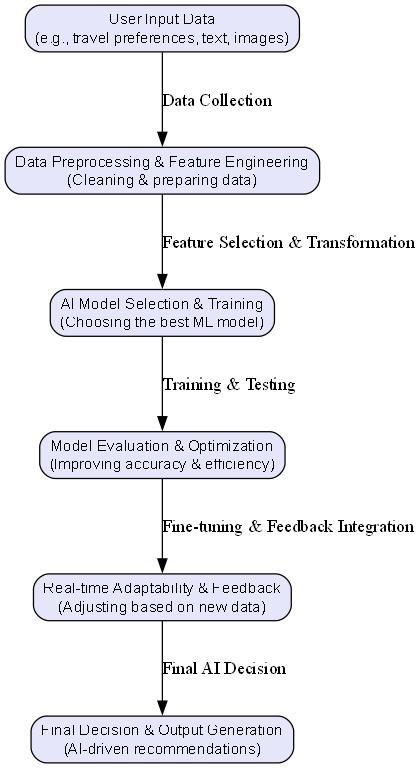 User Input Data
(e.g., travel preferences, text, images)
Data Collection
Data Preprocessing & Feature Engineering
(Cleaning & preparing data)
Feature Selection & Transformation
AI Model Selection & Training
(Choosing the best ML model)
Training & Testing
Model Evaluation & Optimization
(Improving accuracy & efficiency)
Fine-tuning & Feedback Integration
Real-time Adaptability & Feedback
(Adjusting based on new data)
Final AI Decision
Final Decision & Output Generation
(AI-driven recommendations)